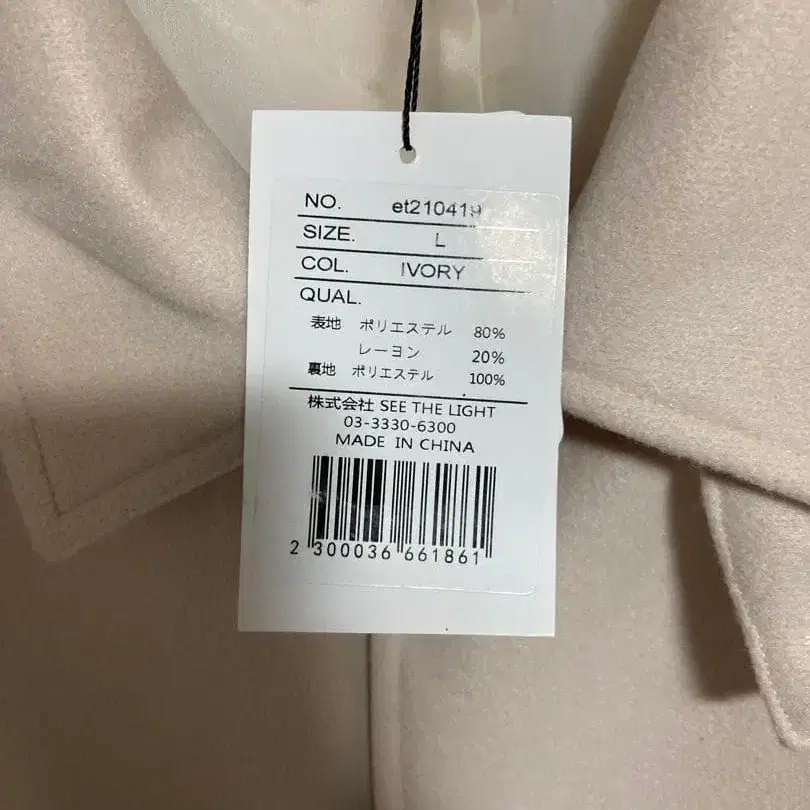 NO. et210419
SIZE. L
COL. IVORY
QUAL.
表地 ポリエステル 80%
レーヨン 20%
裏地 ポリエステル 100%
株式会社 SEE THE LIGHT
03-3330-6300
MADE IN CHINA
2 300036 661861